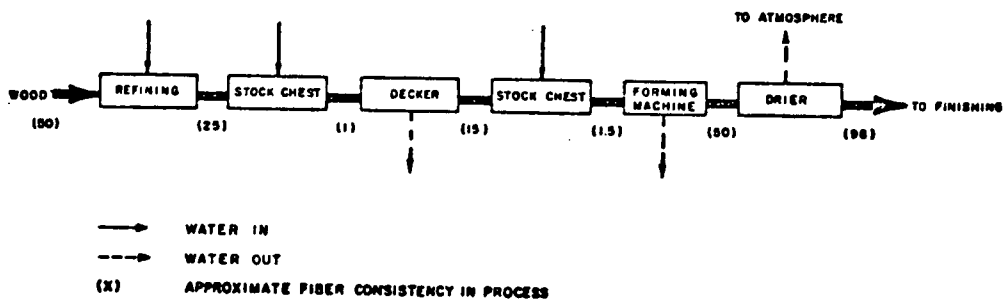 TO ATMOSPHERE
WOOD REFINING STOCK CHEST DECKER STOCK CHEST FORMING MACHINE DRIER TO FINISHING
(50) (25) (1) (15) (1.5) (50) (98)
WATER IN
WATER OUT
(X) APPROXIMATE FIBER CONSISTENCY IN PROCESS